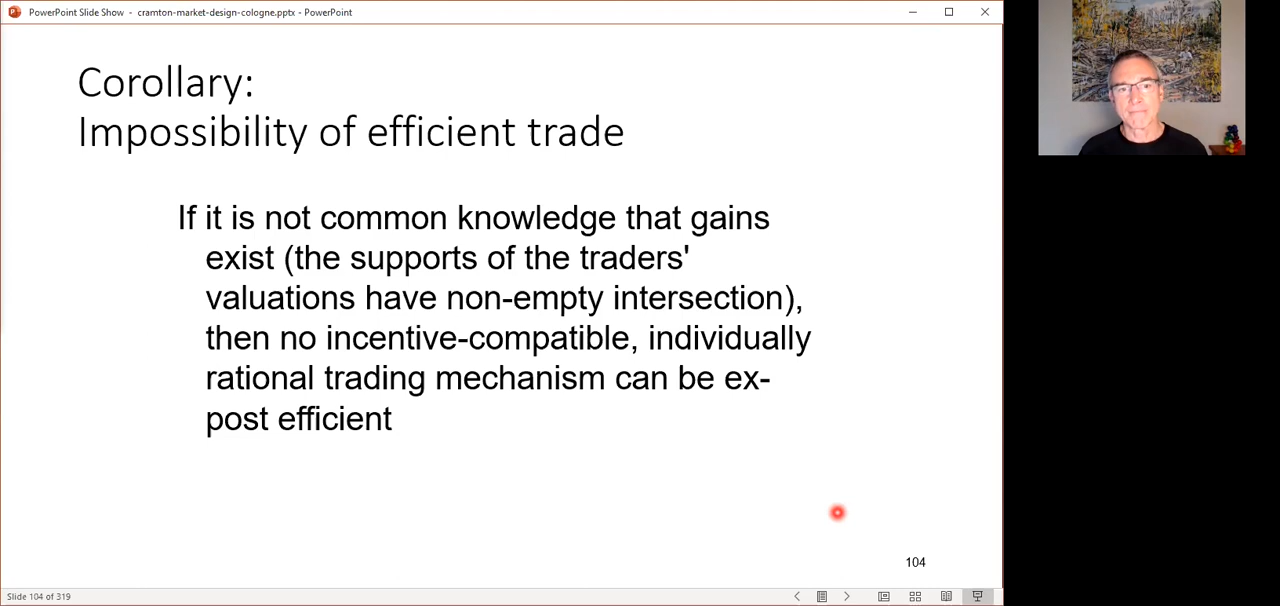 PowerPoint Slide Show - cramton-market-design-cologne.pptx - PowerPoint
Corollary:
Impossibility of efficient trade
If it is not common knowledge that gains
exist (the supports of the traders'
valuations have non-empty intersection),
then no incentive-compatible, individually
rational trading mechanism can be ex-
post efficient
104
Slide 104 of 319